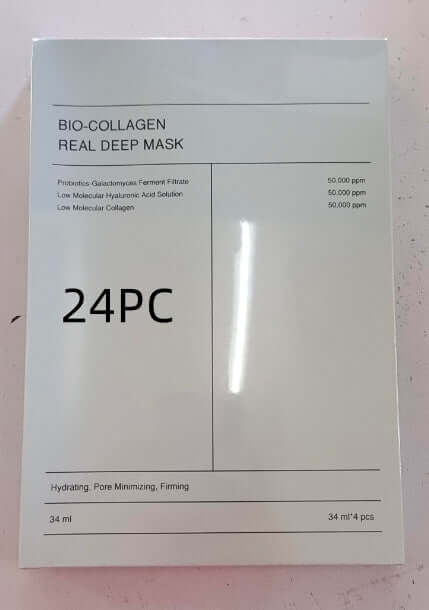 BIO-COLLAGEN
REAL DEEP MASK
Probiotics-Galactomyces Ferment Filtrate 50,000 ppm
Low Molecular Hyaluronic Acid Solution 50,000 ppm
Low Molecular Collagen 50,000 ppm
24PC
Hydrating, Pore Minimizing, Firming
34 ml 34 ml*4 pcs